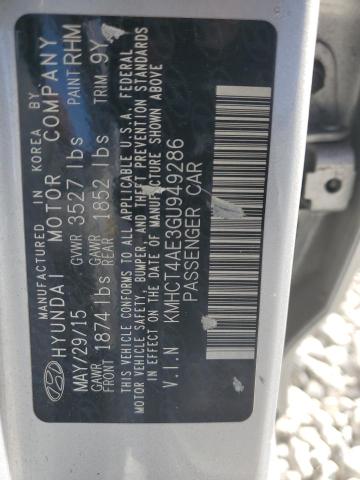 MANUFACTURED IN KOREA BY
HYUNDAI MOTOR COMPANY
MAY/29/15 GVWR 3527 lbs PAINT RHM
GAWR FRONT 1874 lbs GAWR REAR 1852 lbs TRIM 9Y
THIS VEHICLE CONFORMS TO ALL APPLICABLE U.S.A. FEDERAL
MOTOR VEHICLE SAFETY, BUMPER, AND THEFT PREVENTION STANDARDS
IN EFFECT ON THE DATE OF MANUFACTURE SHOWN ABOVE
V.I.N KMHCT4AE3GU949286
PASSENGER CAR